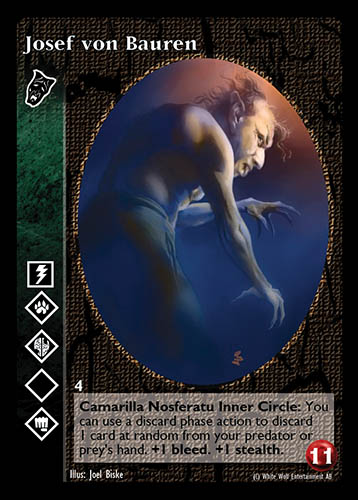 Josef von Bauren
4
Camarilla Nosferatu Inner Circle: You
can use a discard phase action to discard
1 card at random from your predator or
prey's hand. +1 bleed. +1 stealth.
11
Illus: Joel Biske
(C) White Wolf Entertainment AB